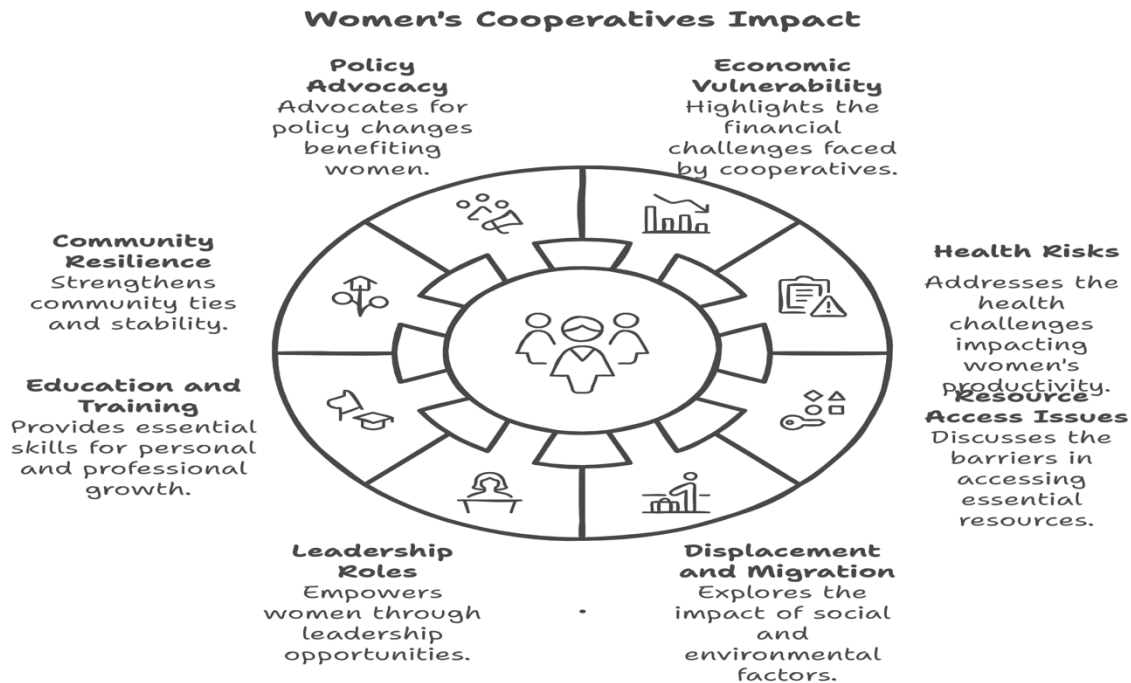 Women's Cooperatives Impact
Policy
Advocacy
Advocates for
policy changes
benefiting
women.
Economic
Vulnerability
Highlights the
financial
challenges faced
by cooperatives.
Community
Resilience
Strengthens
community ties
and stability.
Health Risks
Addresses the
health
challenges
impacting
women's
productivity.
Education and
Training
Provides essential
skills for personal
and professional
growth.
Resource
Access Issues
Discusses the
barriers in
accessing
essential
resources.
Leadership
Roles
Empowers
women through
leadership
opportunities.
Displacement
and Migration
Explores the
impact of social
and
environmental
factors.